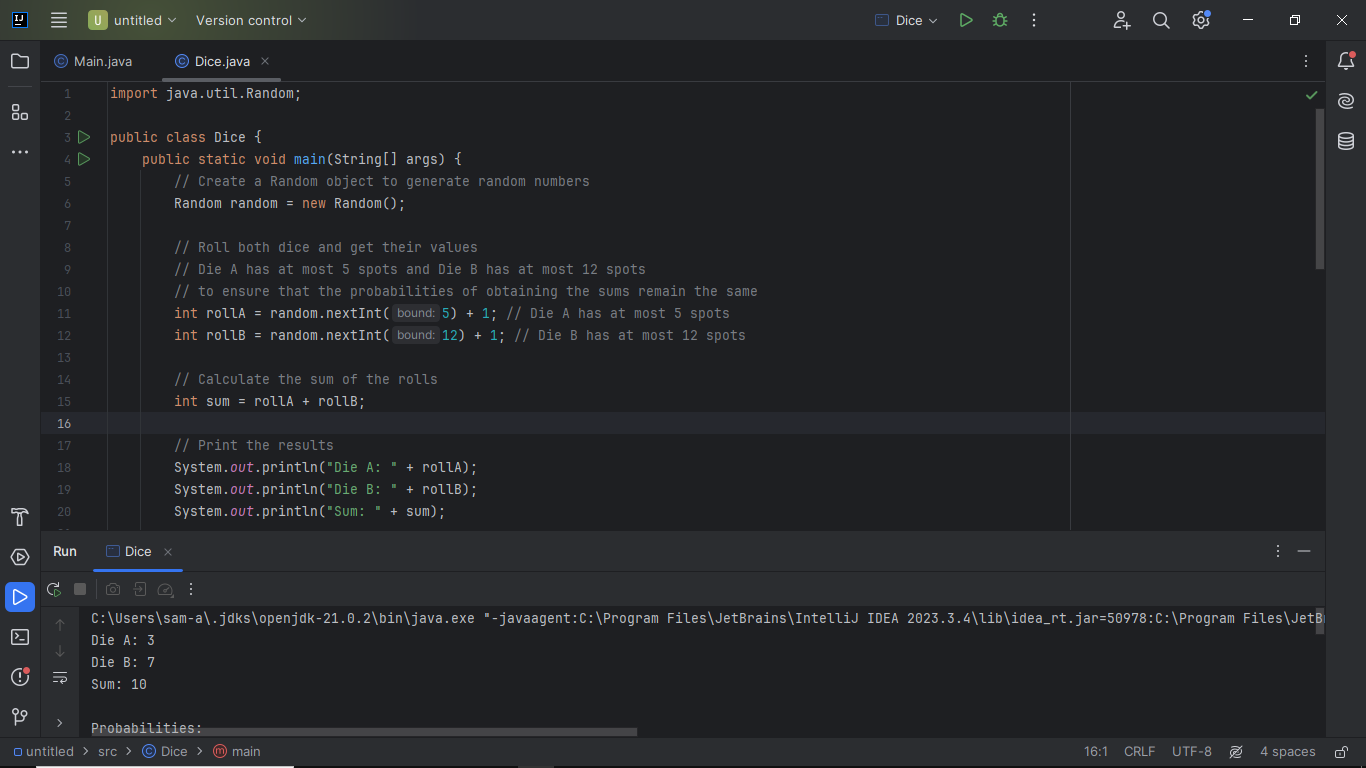 IJ U untitled Version control Dice
Main.java Dice.java
1 import java.util.Random;
2
3 public class Dice {
4 public static void main(String[] args) {
5 // Create a Random object to generate random numbers
6 Random random = new Random();
7
8 // Roll both dice and get their values
9 // Die A has at most 5 spots and Die B has at most 12 spots
10 // to ensure that the probabilities of obtaining the sums remain the same
11 int rollA = random.nextInt( bound: 5) + 1; // Die A has at most 5 spots
12 int rollB = random.nextInt( bound: 12) + 1; // Die B has at most 12 spots
13
14 // Calculate the sum of the rolls
15 int sum = rollA + rollB;
16
17 // Print the results
18 System.out.println("Die A: " + rollA);
19 System.out.println("Die B: " + rollB);
20 System.out.println("Sum: " + sum);
Run Dice
C:\Users\sam-a\.jdks\openjdk-21.0.2\bin\java.exe "-javaagent:C:\Program Files\JetBrains\IntelliJ IDEA 2023.3.4\lib\idea_rt.jar=50978:C:\Program Files\JetB
Die A: 3
Die B: 7
Sum: 10
Probabilities:
untitled > src > Dice > main 16:1 CRLF UTF-8 4 spaces